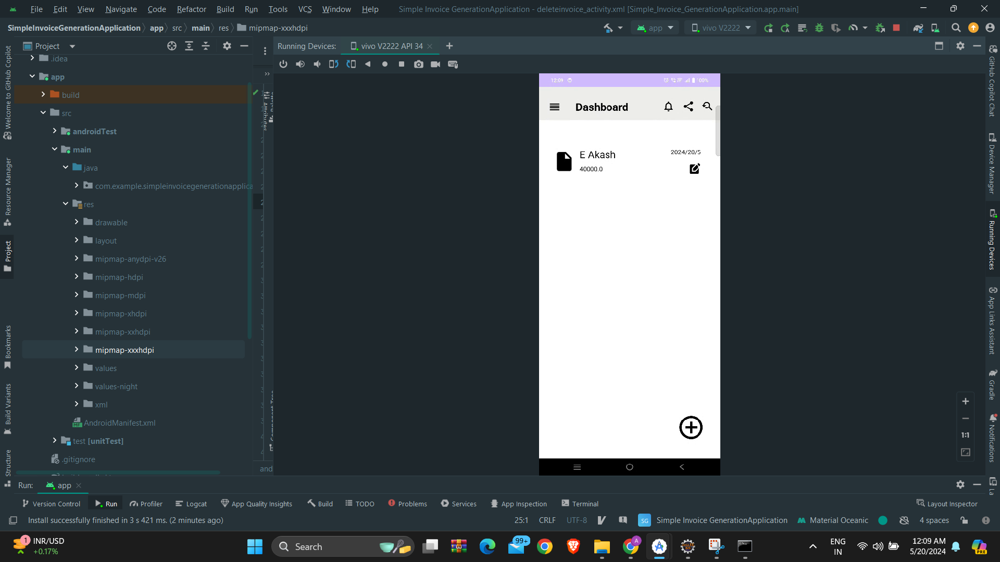 File Edit View Navigate Code Refactor Build Run Tools VCS Window Help Simple Invoice GenerationApplication - deleteinvoice_activity.xml [Simple_Invoice_GenerationApplication.app.main]
SimpleInvoiceGenerationApplication app src main res mipmap-xxxhdpi app vivo V2222
Project
Running Devices: vivo V2222 API 34
.idea
app
build
src
androidTest
main
java
com.example.simpleinvoicegenerationapplica
res
drawable
layout
mipmap-anydpi-v26
mipmap-hdpi
mipmap-mdpi
mipmap-xhdpi
mipmap-xxhdpi
mipmap-xxxhdpi
values
values-night
xml
AndroidManifest.xml
test [unitTest]
.gitignore
Welcome to GitHub Copilot
Resource Manager
Project
Bookmarks
Build Variants
Structure
Attributes
Palette
Component Tree
and
12:09 100%
Dashboard
E Akash
2024/20/5
40000.0
1:1
GitHub Copilot Chat
Device Manager
Running Devices
App Links Assistant
Gradle
Notifications
La
Run: app
Version Control Run Profiler Logcat App Quality Insights Build TODO Problems Services App Inspection Terminal Layout Inspector
Install successfully finished in 3 s 421 ms. (2 minutes ago) 25:1 CRLF UTF-8 SG Simple Invoice GenerationApplication Material Oceanic 4 spaces
1 INR/USD
+0.17%
Search
99+
A
ENG
IN
12:09 AM
5/20/2024
PRE